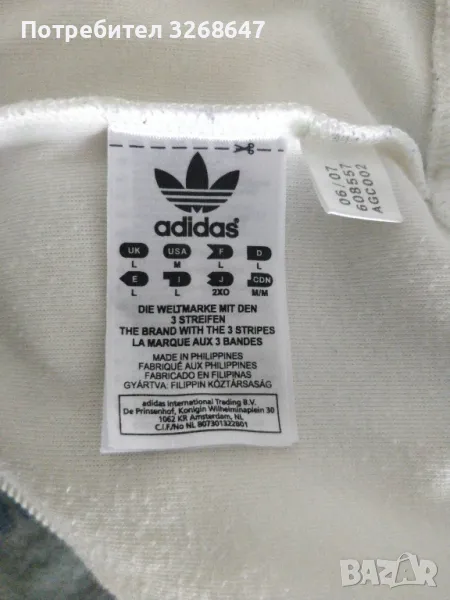 Потребител 3268647
06/07
608557
AGC002
adidas
UK USA F D
L M L L
E I J CDN
L L 2XO M/M
DIE WELTMARKE MIT DEN
3 STREIFEN
THE BRAND WITH THE 3 STRIPES
LA MARQUE AUX 3 BANDES
MADE IN PHILIPPINES
FABRIQUÉ AUX PHILIPPINES
FABRICADO EN FILIPINAS
GYÁRTVA: FILIPPIN KÖZTÁRSASÁG
adidas International Trading B.V.
De Prinsenhof, Konigin Wilhelminaplein 30
1062 KR Amsterdam, NL
C.I.F/No NL 807301322B01
BAZAR